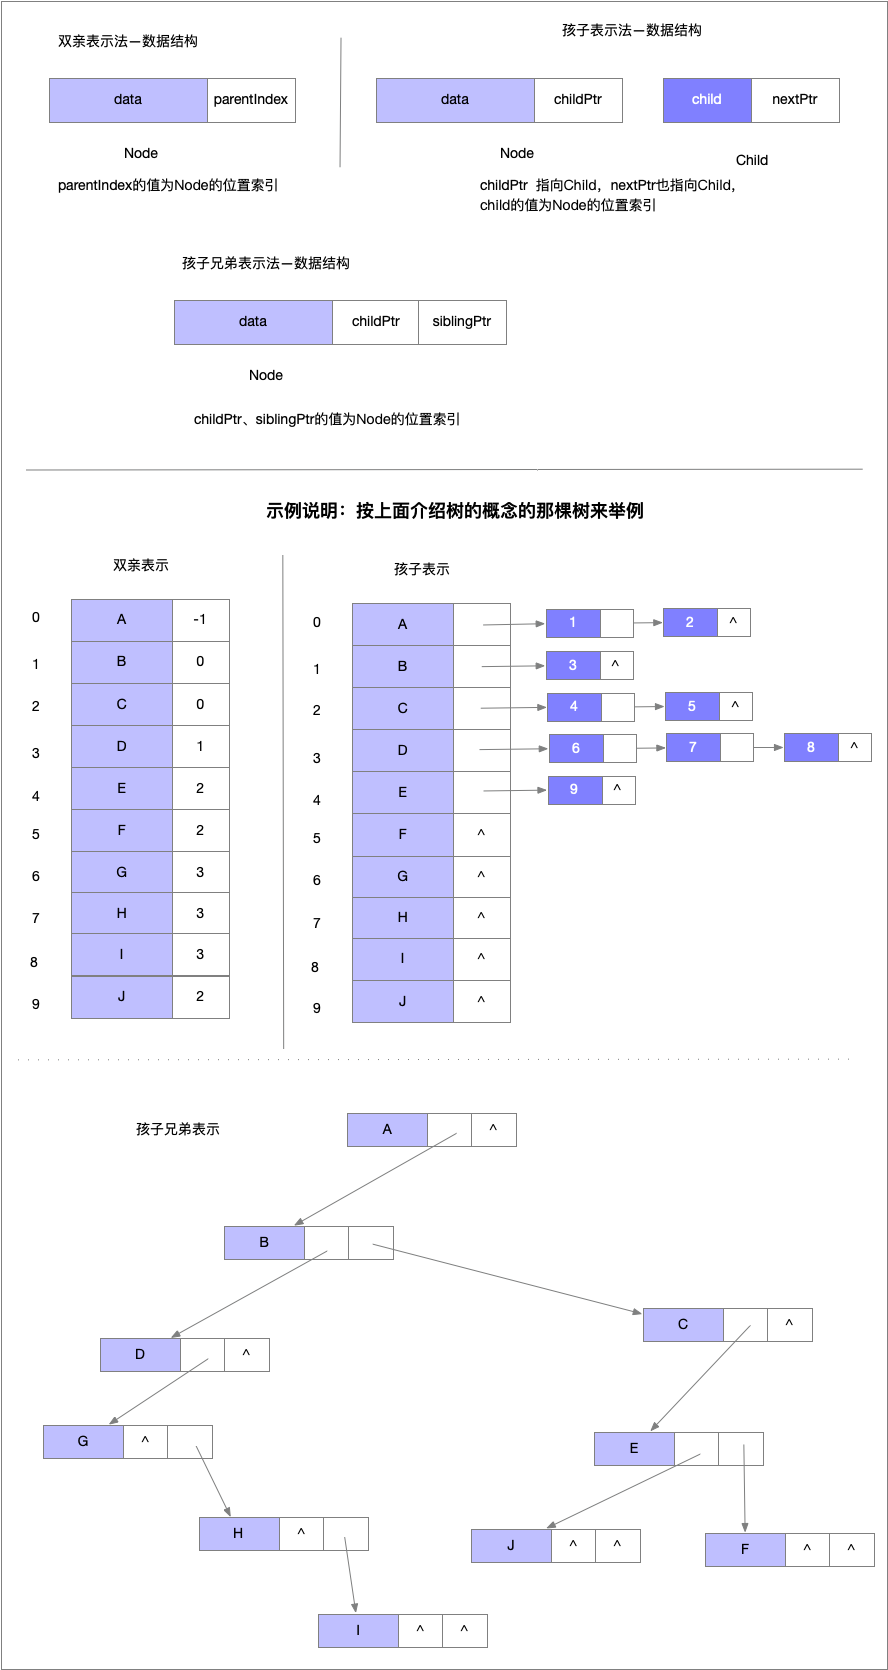 双亲表示法—数据结构
孩子表示法—数据结构
data parentIndex
data childPtr
child nextPtr
Node
Node
Child
parentIndex的值为Node的位置索引
childPtr 指向Child，nextPtr也指向Child，
child的值为Node的位置索引
孩子兄弟表示法—数据结构
data childPtr siblingPtr
Node
childPtr、siblingPtr的值为Node的位置索引
示例说明：按上面介绍树的概念的那棵树来举例
双亲表示
0 A -1
1 B 0
2 C 0
3 D 1
4 E 2
5 F 2
6 G 3
7 H 3
8 I 3
9 J 2
孩子表示
0 A 1 2 ^
1 B 3 ^
2 C 4 5 ^
3 D 6 7 8 ^
4 E 9 ^
5 F ^
6 G ^
7 H ^
8 I ^
9 J ^
孩子兄弟表示
A ^
B
C ^
D ^
G ^
E
H ^
J ^ ^
F ^ ^
I ^ ^